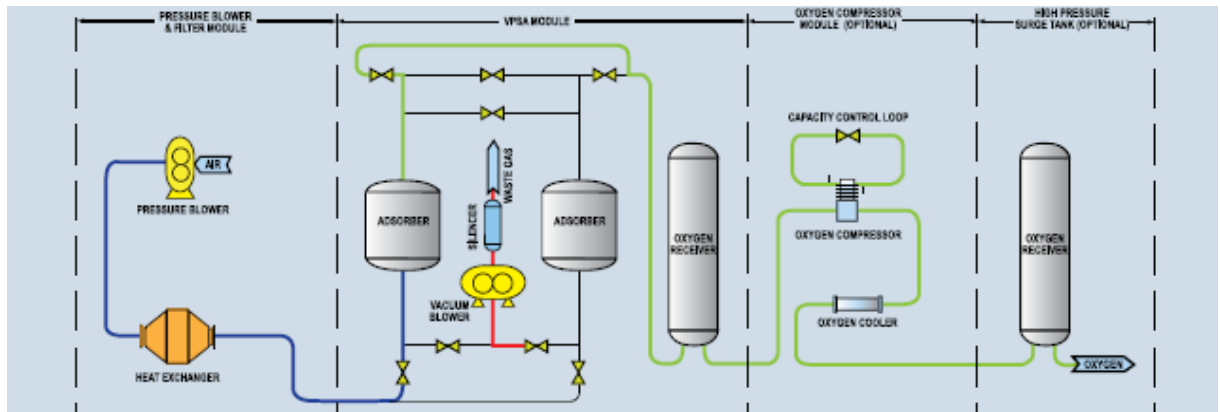 PRESSURE BLOWER
& FILTER MODULE
VPSA MODULE
OXYGEN COMPRESSOR
MODULE (OPTIONAL)
HIGH PRESSURE
SURGE TANK (OPTIONAL)
AIR
PRESSURE BLOWER
HEAT EXCHANGER
ADSORBER
WASTE GAS
SILENCER
VACUUM
BLOWER
ADSORBER
OXYGEN
RECEIVER
CAPACITY CONTROL LOOP
OXYGEN COMPRESSOR
OXYGEN COOLER
OXYGEN
RECEIVER
OXYGEN